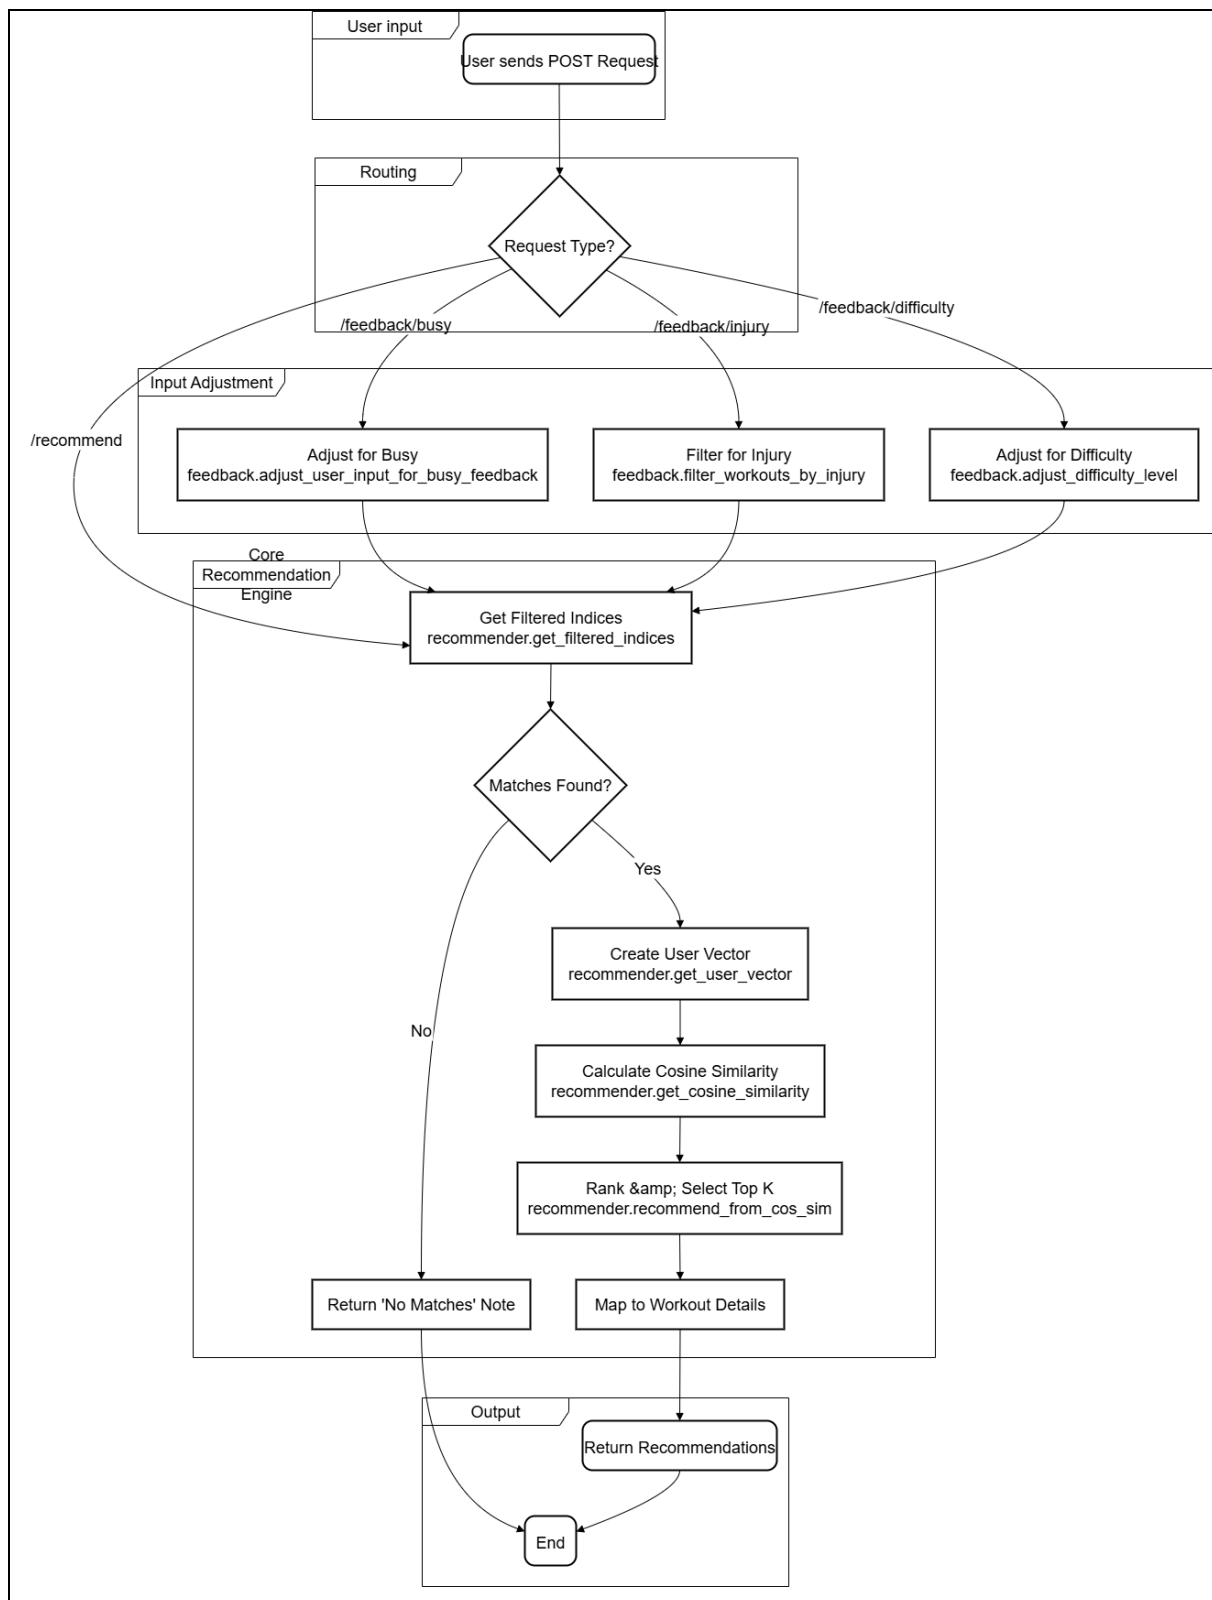 User input
User sends POST Request
Routing
Request Type?
/feedback/difficulty
/feedback/busy
/feedback/injury
Input Adjustment
/recommend
Adjust for Busy
feedback.adjust_user_input_for_busy_feedback
Filter for Injury
feedback.filter_workouts_by_injury
Adjust for Difficulty
feedback.adjust_difficulty_level
Core
Recommendation
Engine
Get Filtered Indices
recommender.get_filtered_indices
Matches Found?
Yes
Create User Vector
recommender.get_user_vector
No
Calculate Cosine Similarity
recommender.get_cosine_similarity
Rank &amp; Select Top K
recommender.recommend_from_cos_sim
Return 'No Matches' Note
Map to Workout Details
Output
Return Recommendations
End